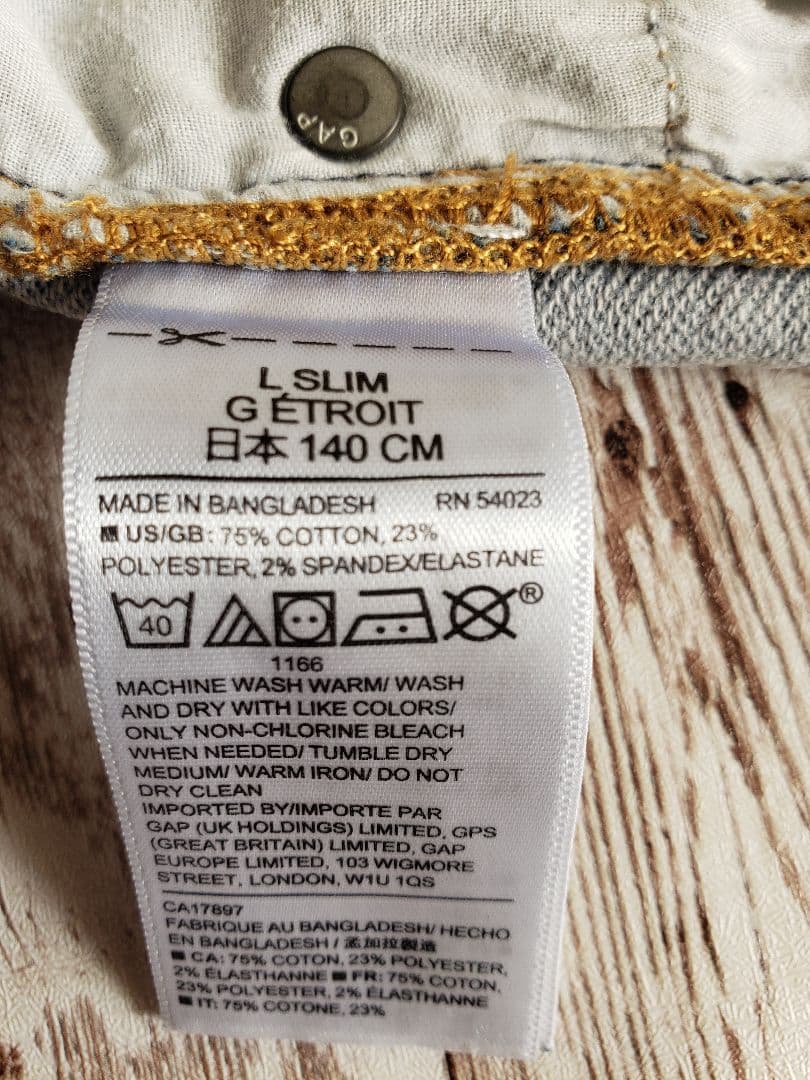 GAP
L SLIM
G ÉTROIT
日本 140 CM
MADE IN BANGLADESH RN 54023
US/GB: 75% COTTON, 23%
POLYESTER, 2% SPANDEX/ELASTANE
40 ®
1166
MACHINE WASH WARM/ WASH
AND DRY WITH LIKE COLORS/
ONLY NON-CHLORINE BLEACH
WHEN NEEDED/ TUMBLE DRY
MEDIUM/ WARM IRON/ DO NOT
DRY CLEAN
IMPORTED BY/IMPORTE PAR
GAP (UK HOLDINGS) LIMITED, GPS
(GREAT BRITAIN) LIMITED, GAP
EUROPE LIMITED, 103 WIGMORE
STREET, LONDON, W1U 1QS
CA17897
FABRIQUE AU BANGLADESH/ HECHO
EN BANGLADESH / 孟加拉製造
CA: 75% COTON, 23% POLYESTER,
2% ÉLASTHANNE FR: 75% COTON,
23% POLYESTER, 2% ÉLASTHANNE
IT: 75% COTONE, 23%